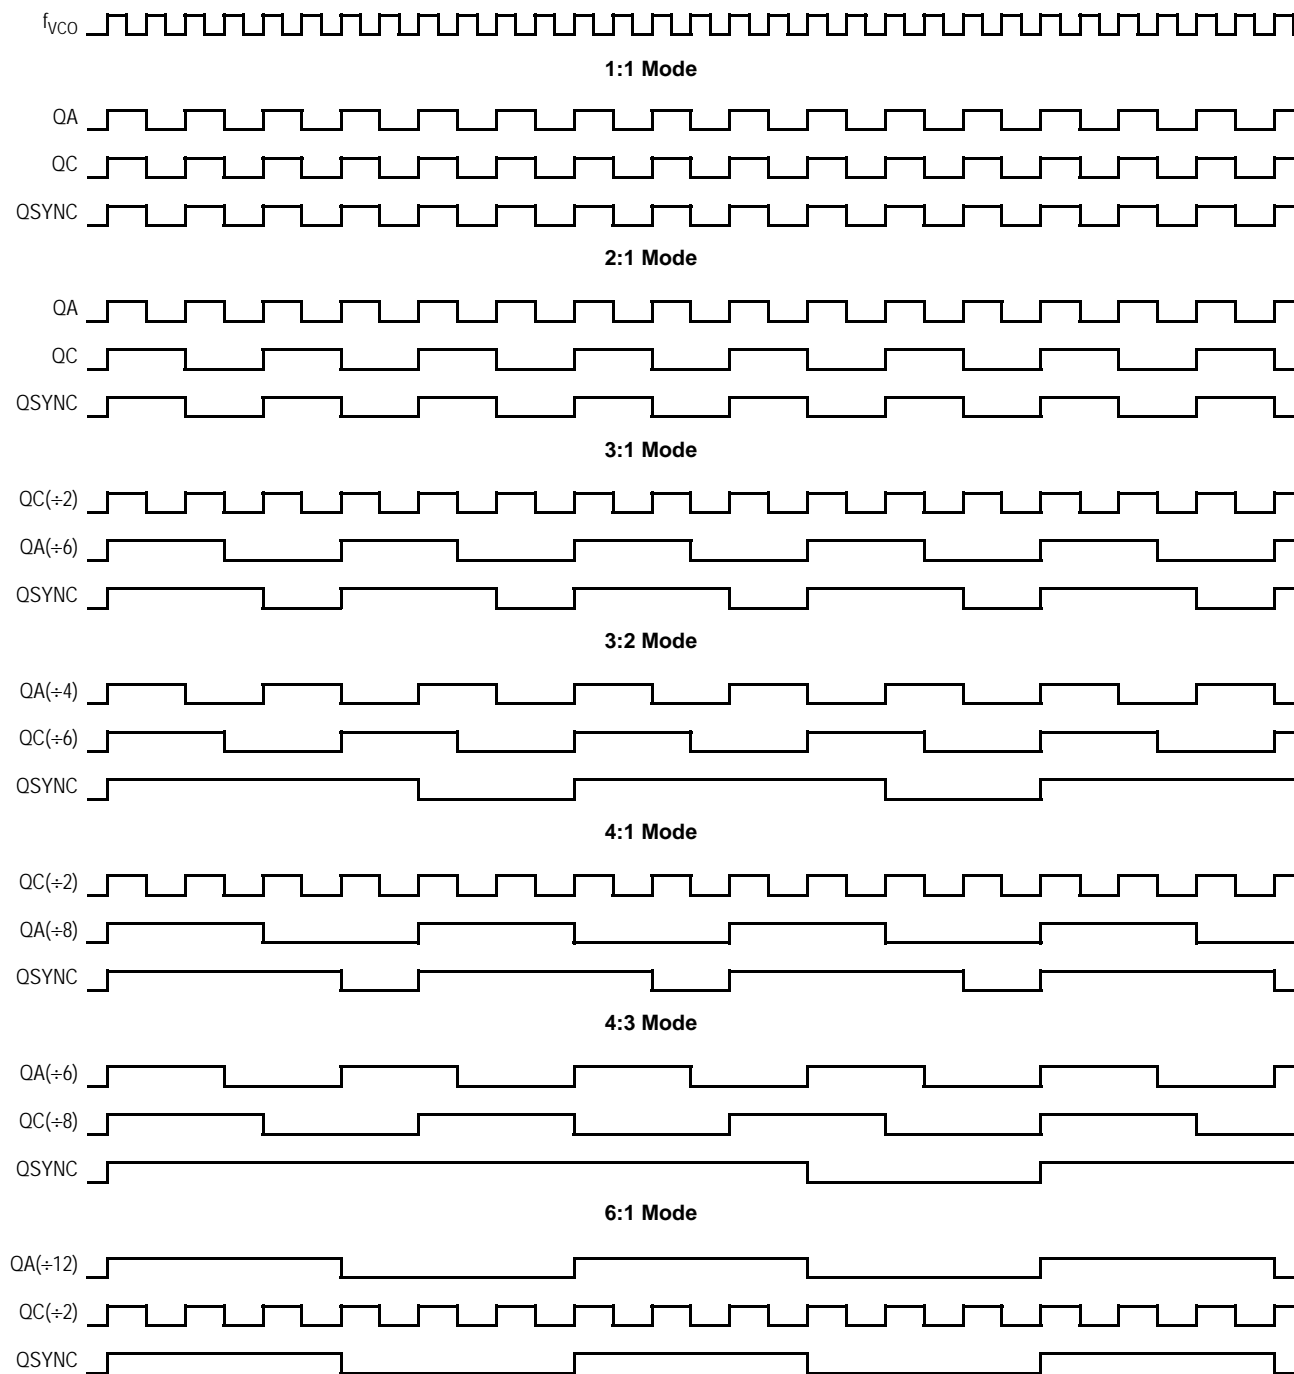 fVCO
1:1 Mode
QA
QC
QSYNC
2:1 Mode
QA
QC
QSYNC
3:1 Mode
QC(÷2)
QA(÷6)
QSYNC
3:2 Mode
QA(÷4)
QC(÷6)
QSYNC
4:1 Mode
QC(÷2)
QA(÷8)
QSYNC
4:3 Mode
QA(÷6)
QC(÷8)
QSYNC
6:1 Mode
QA(÷12)
QC(÷2)
QSYNC